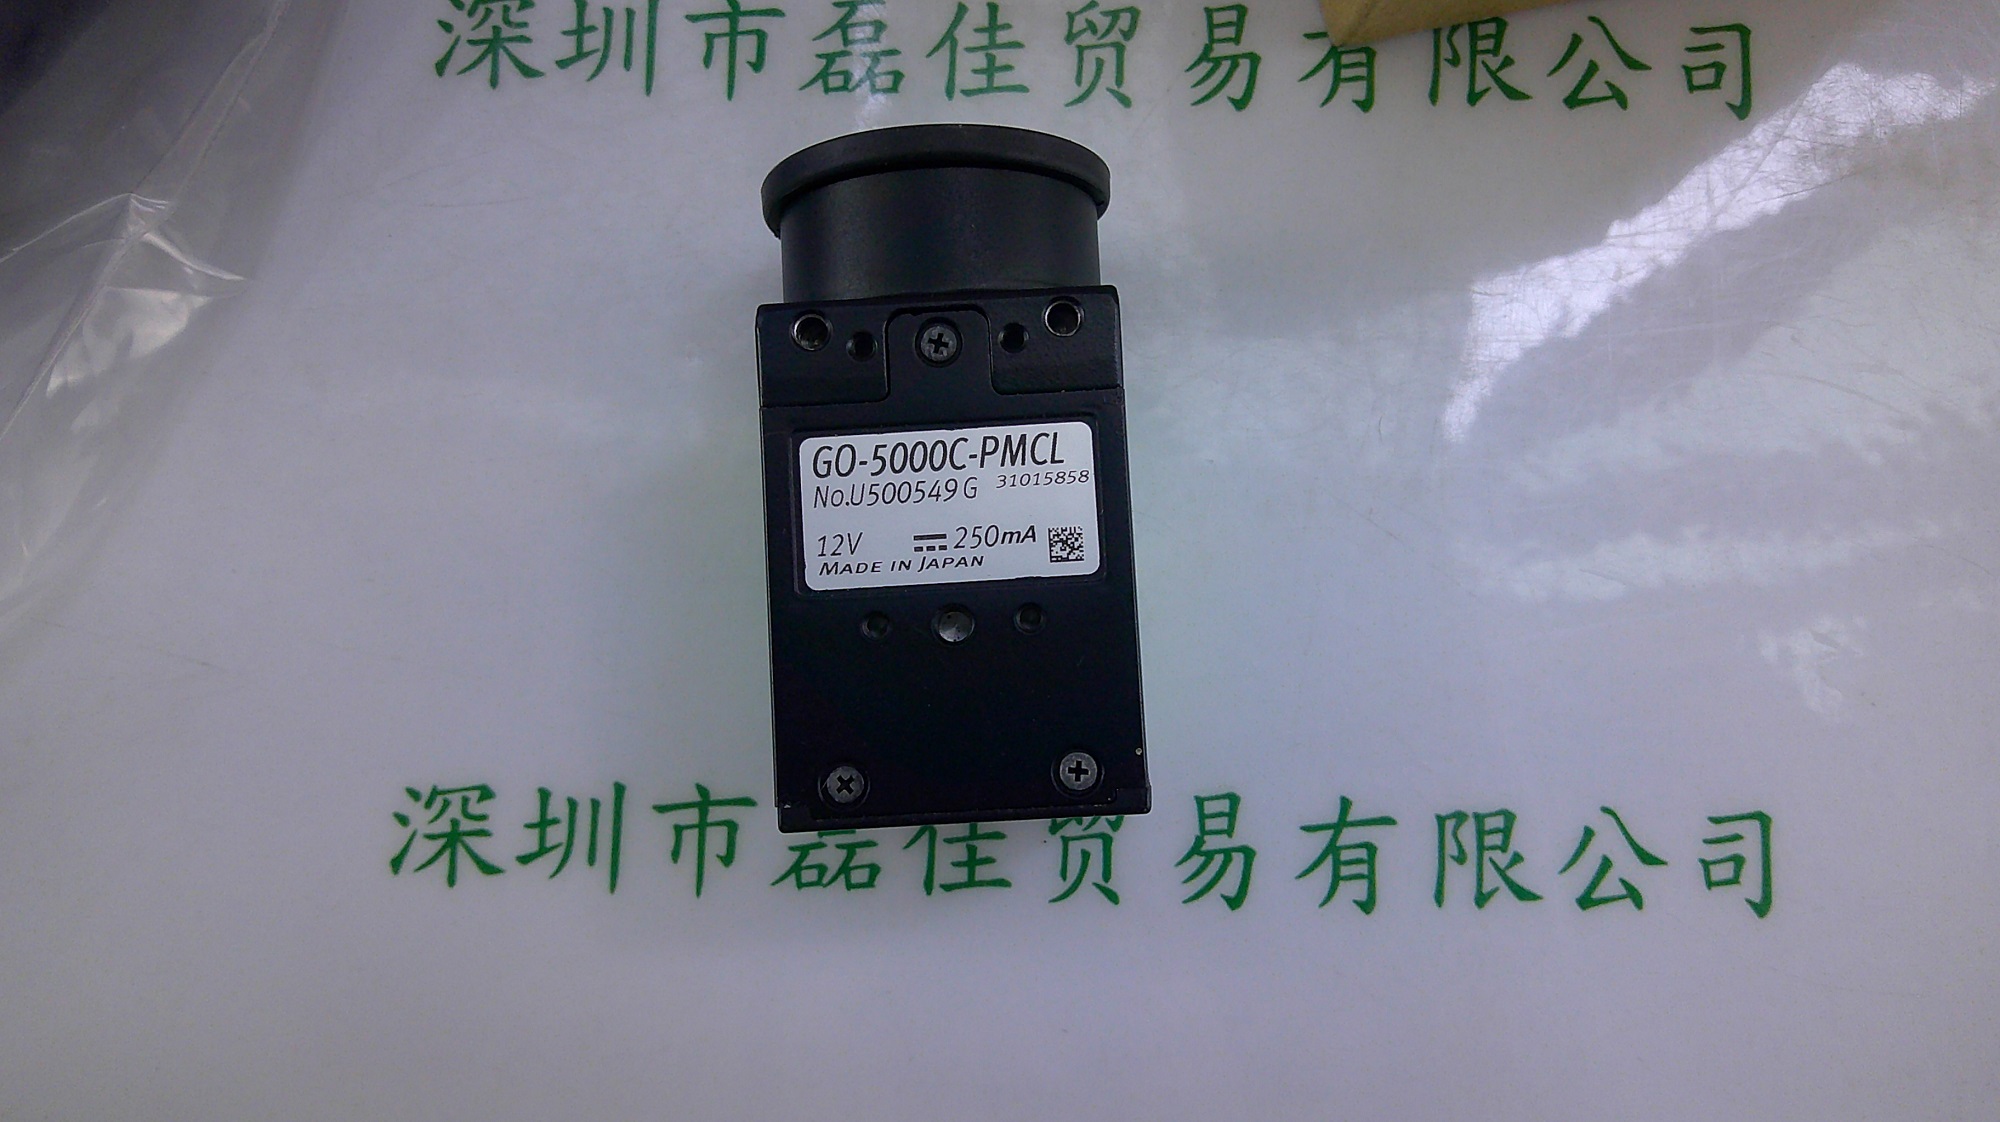 深圳市磊佳贸易有限公司
GO-5000C-PMCL
No.U500549G 31015858
12V ⎓ 250mA
MADE IN JAPAN
深圳市磊佳贸易有限公司